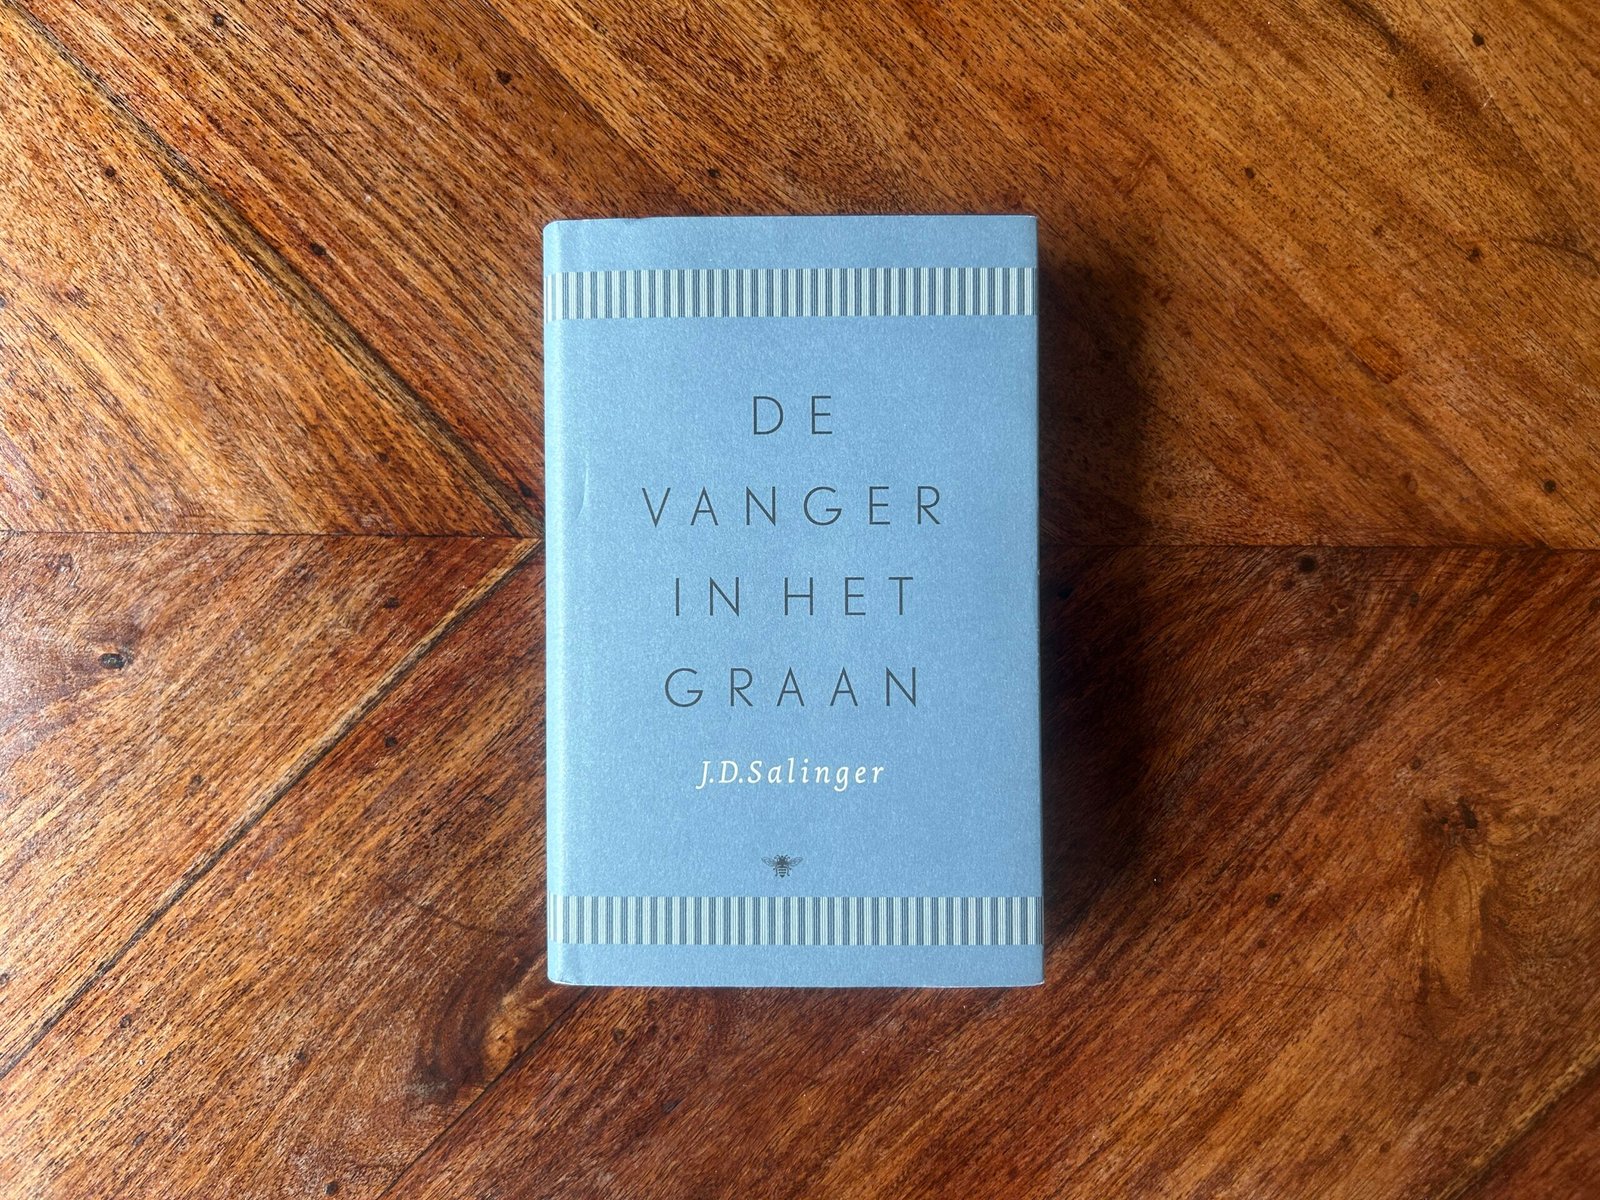 DE
VANGER
IN HET
GRAAN
J.D.Salinger